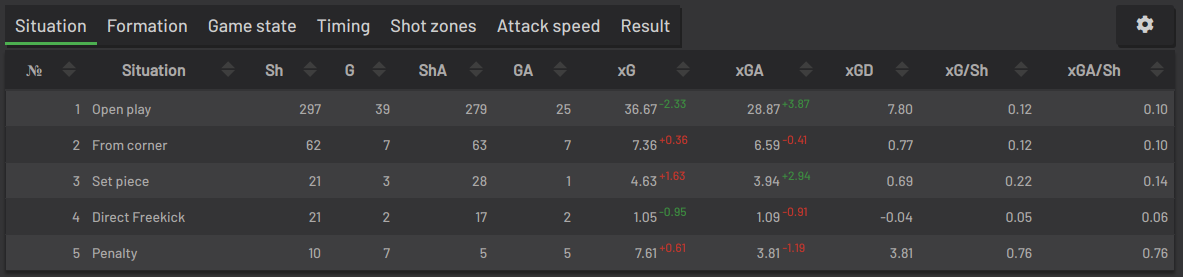 Situation Formation Game state Timing Shot zones Attack speed Result
№ Situation Sh G ShA GA xG xGA xGD xG/Sh xGA/Sh
1 Open play 297 39 279 25 36.67-2.33 28.87+3.87 7.80 0.12 0.10
2 From corner 62 7 63 7 7.36+0.36 6.59-0.41 0.77 0.12 0.10
3 Set piece 21 3 28 1 4.63+1.63 3.94+2.94 0.69 0.22 0.14
4 Direct Freekick 21 2 17 2 1.05-0.95 1.09-0.91 -0.04 0.05 0.06
5 Penalty 10 7 5 5 7.61+0.61 3.81-1.19 3.81 0.76 0.76